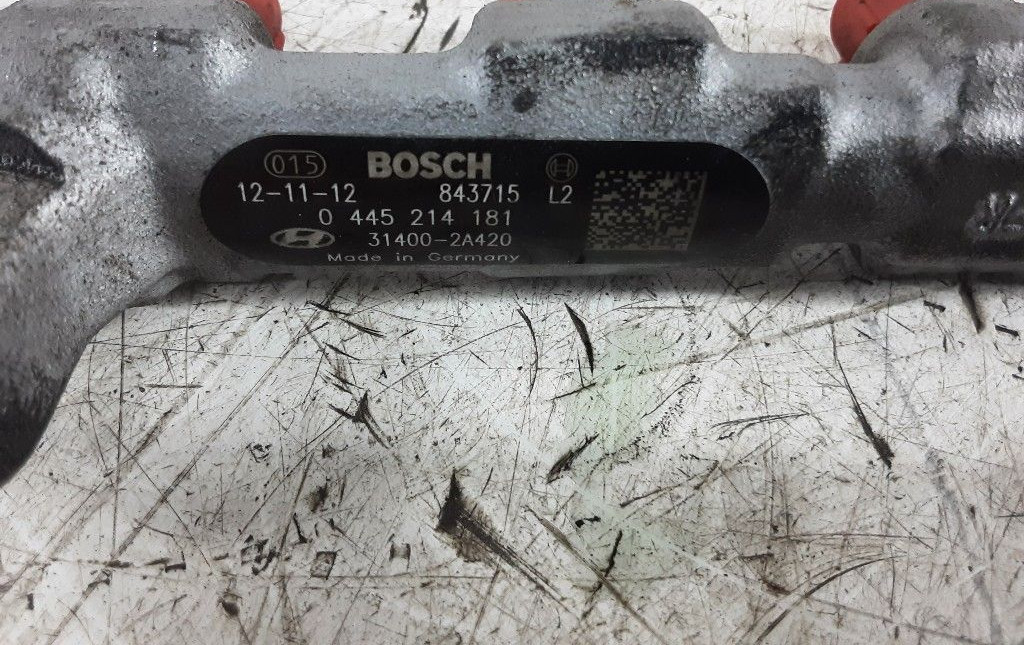 015 BOSCH
12-11-12 843715 L2
0 445 214 181
31400-2A420
Made in Germany